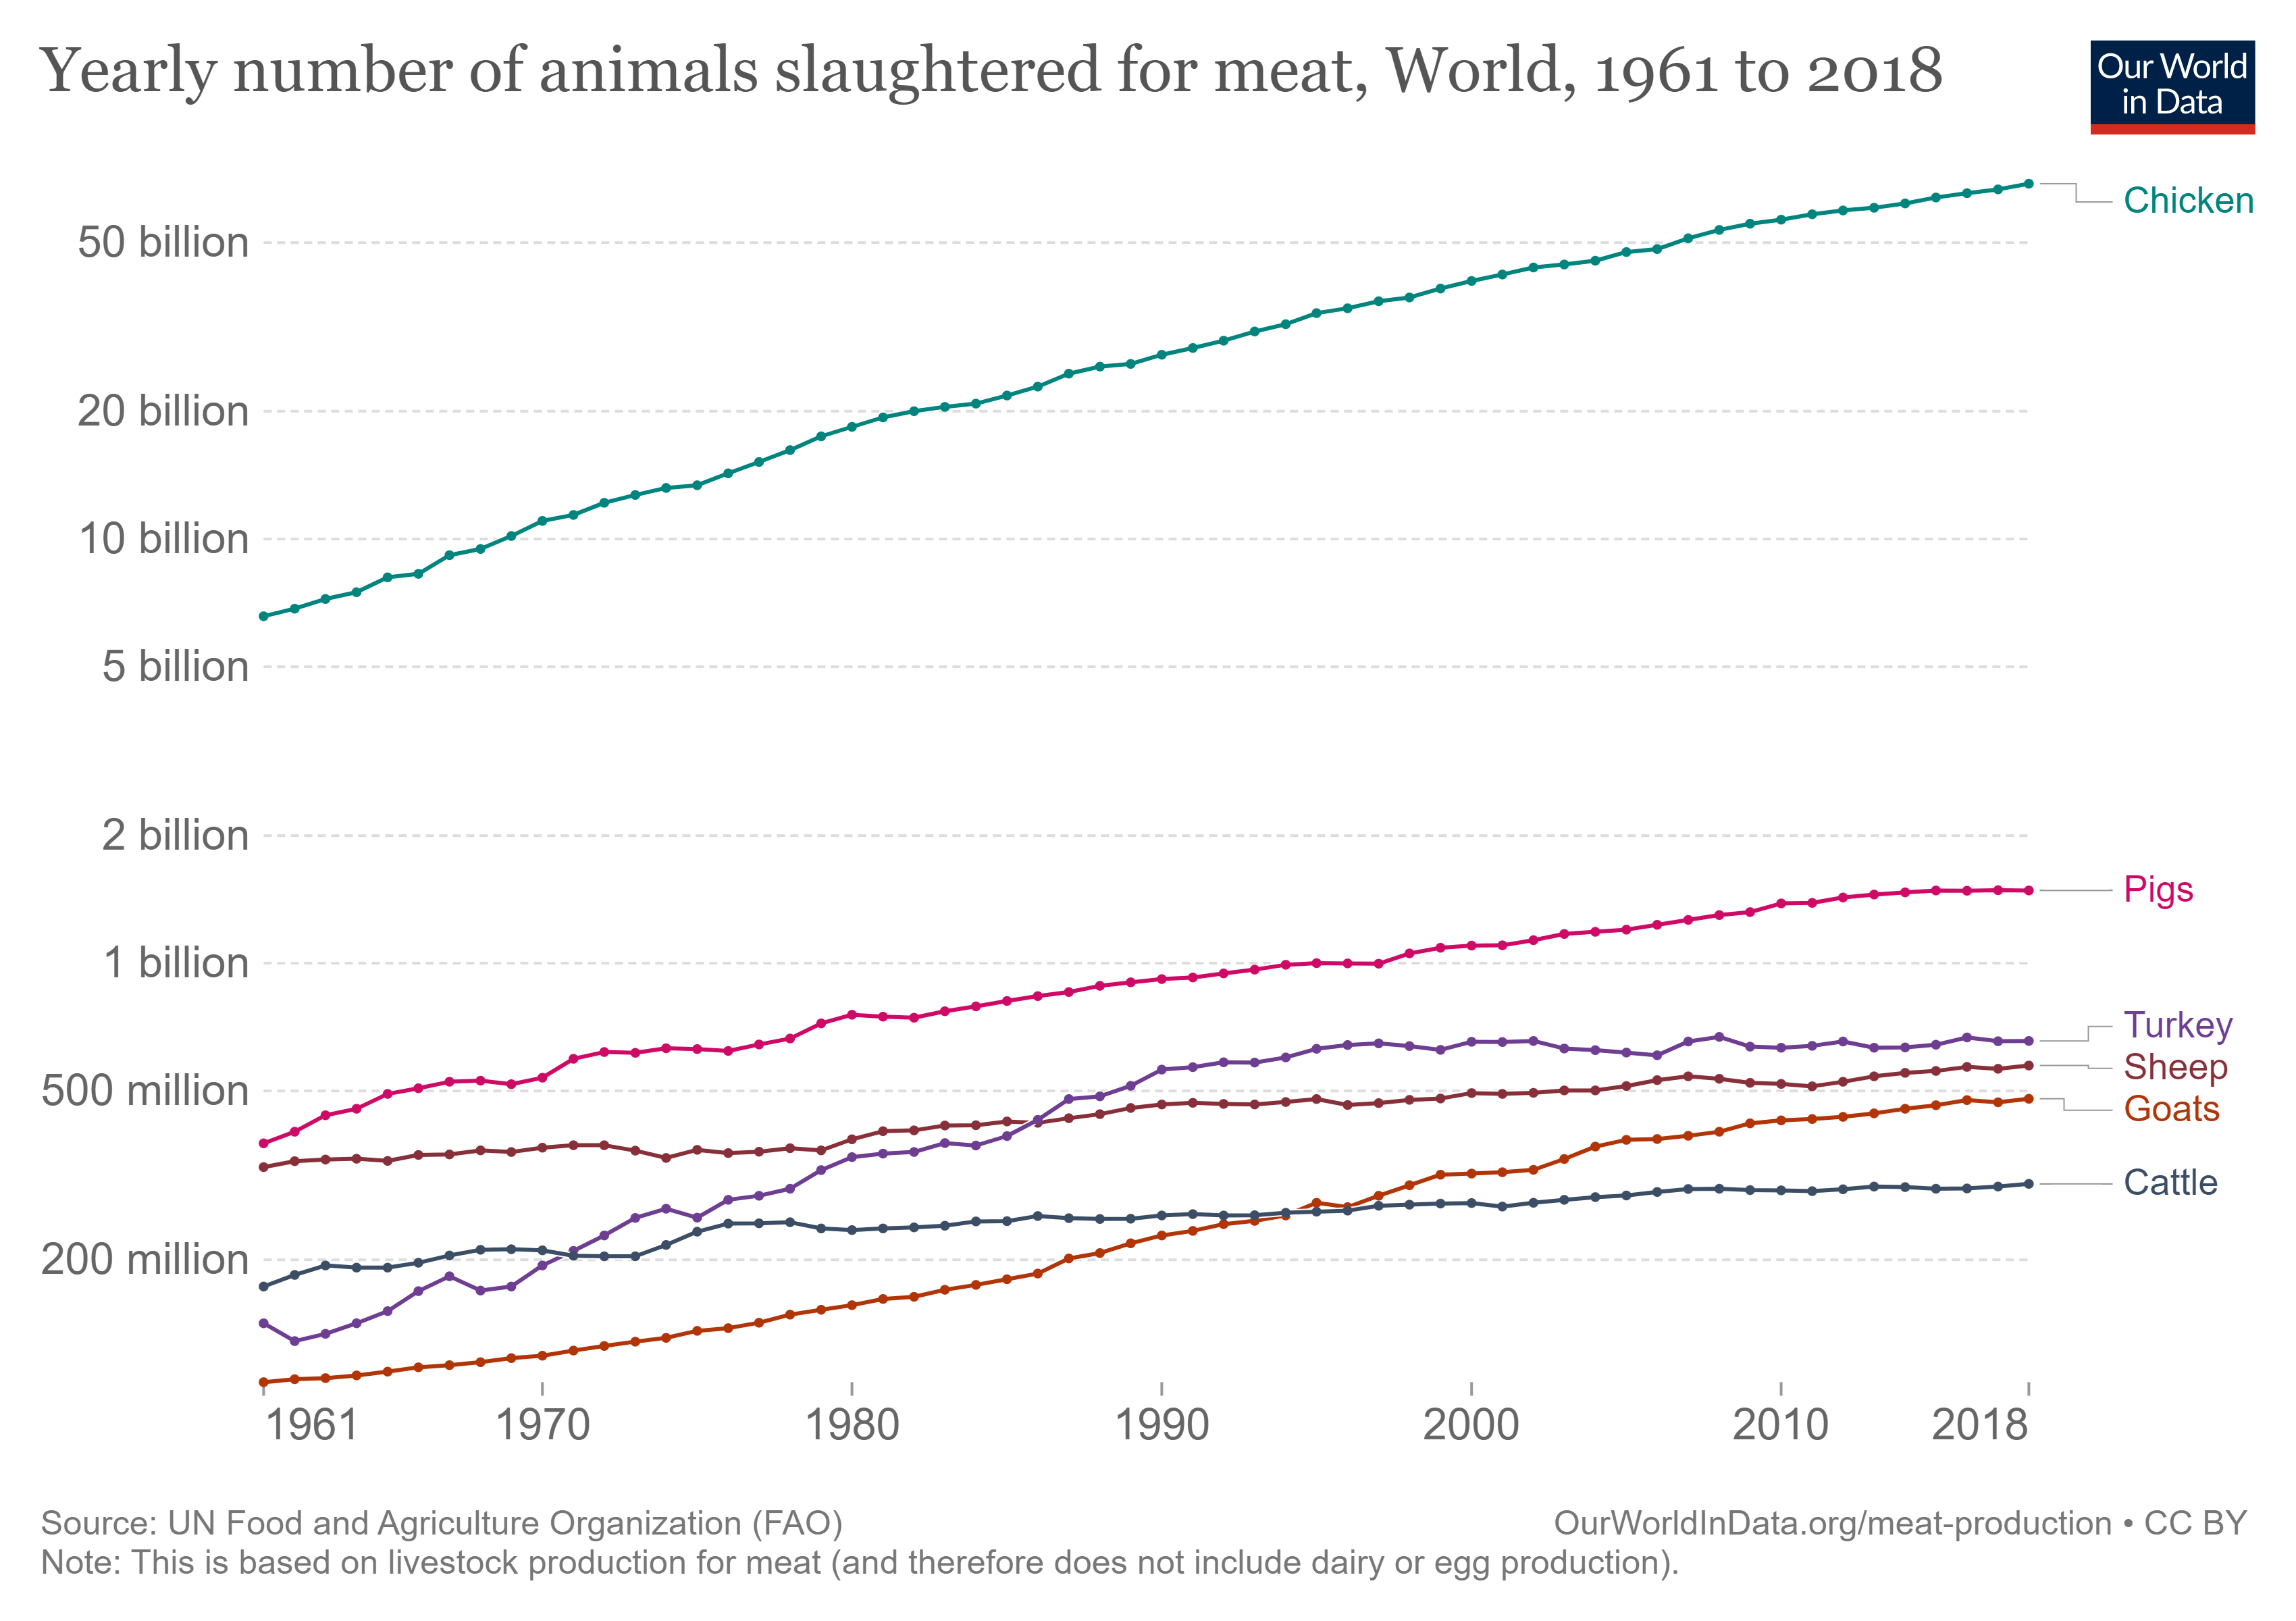 Yearly number of animals slaughtered for meat, World, 1961 to 2018
Our World
in Data
Chicken
50 billion
20 billion
10 billion
5 billion
2 billion
Pigs
1 billion
Turkey
Sheep
500 million
Goats
Cattle
200 million
1961 1970 1980 1990 2000 2010 2018
Source: UN Food and Agriculture Organization (FAO)
OurWorldInData.org/meat-production • CC BY
Note: This is based on livestock production for meat (and therefore does not include dairy or egg production).